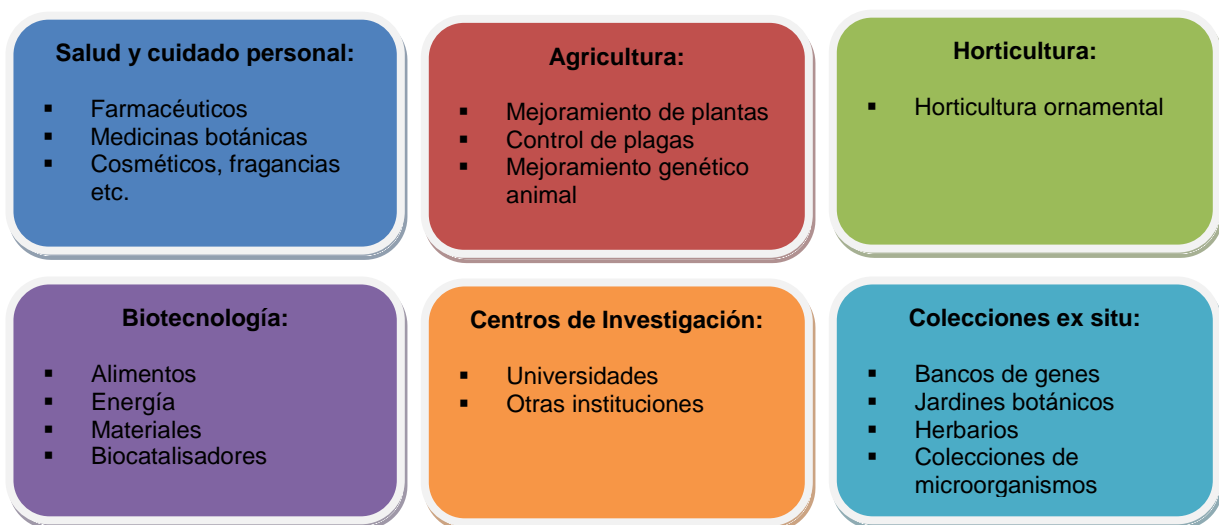 Salud y cuidado personal:
▪ Farmacéuticos
▪ Medicinas botánicas
▪ Cosméticos, fragancias
etc.
Agricultura:
▪ Mejoramiento de plantas
▪ Control de plagas
▪ Mejoramiento genético
animal
Horticultura:
▪ Horticultura ornamental
Biotecnología:
▪ Alimentos
▪ Energía
▪ Materiales
▪ Biocatalisadores
Centros de Investigación:
▪ Universidades
▪ Otras instituciones
Colecciones ex situ:
▪ Bancos de genes
▪ Jardines botánicos
▪ Herbarios
▪ Colecciones de
microorganismos